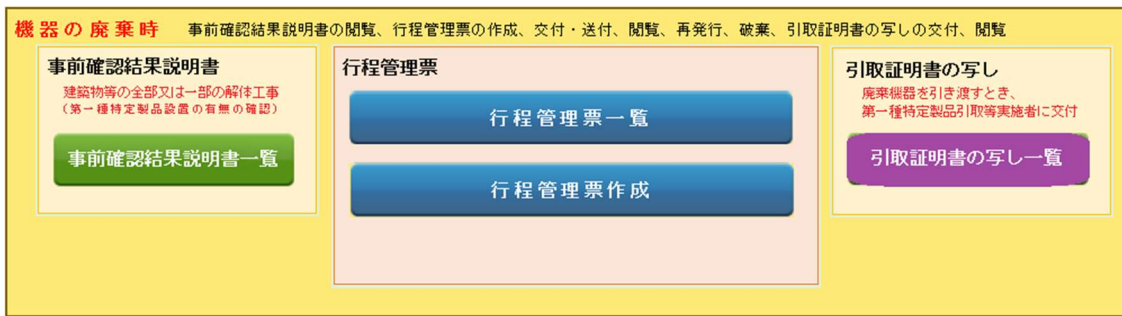 機器の廃棄時 事前確認結果説明書の閲覧、行程管理票の作成、交付・送付、閲覧、再発行、破棄、引取証明書の写しの交付、閲覧
事前確認結果説明書
建築物等の全部又は一部の解体工事
(第一種特定製品設置の有無の確認)
事前確認結果説明書一覧
行程管理票
行程管理票一覧
行程管理票作成
引取証明書の写し
廃棄機器を引き渡すとき、
第一種特定製品引取等実施者に交付
引取証明書の写し一覧